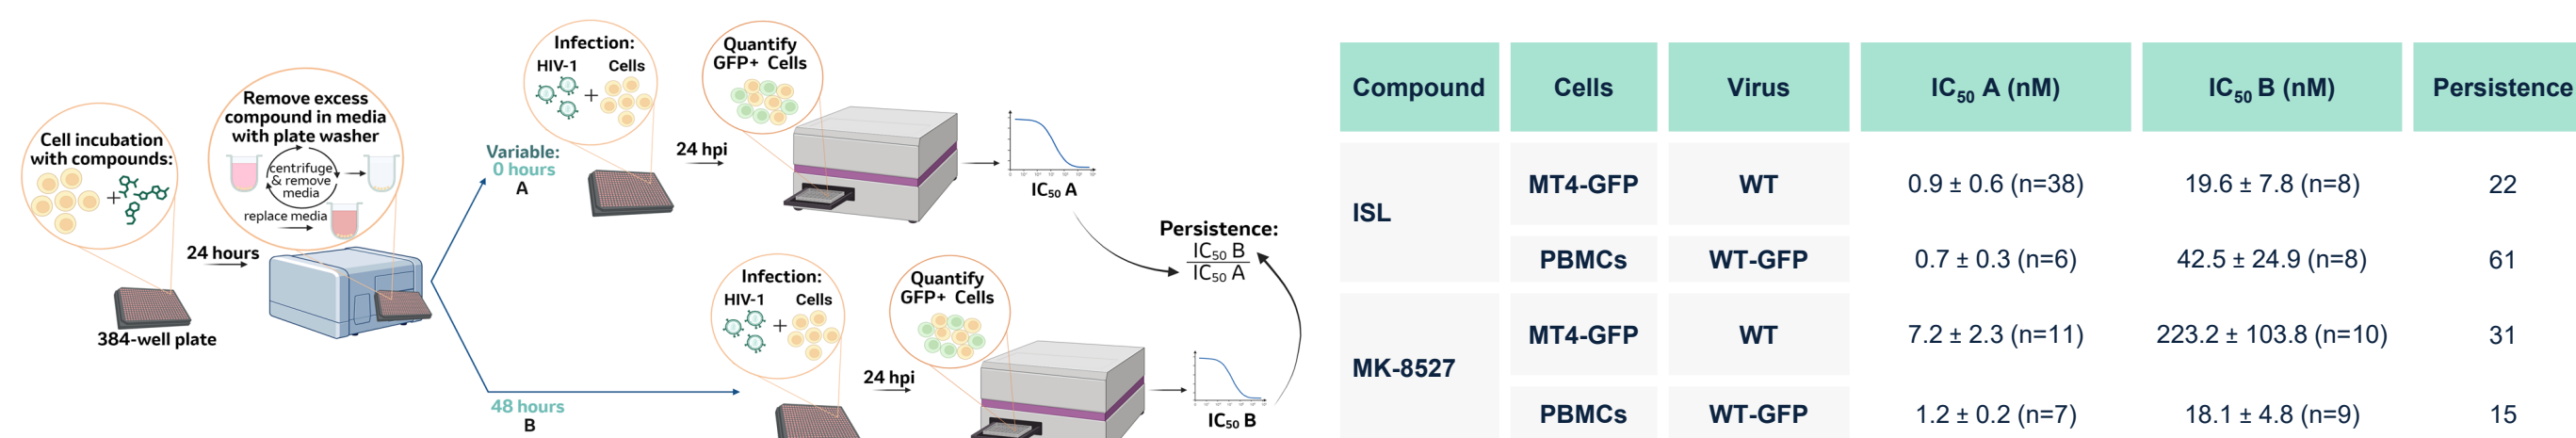 Cell incubation
with compounds:
24 hours
384-well plate
Remove excess
compound in media
with plate washer
centrifuge
& remove
media
replace media
Variable:
0 hours
A
48 hours
B
Infection:
HIV-1 Cells
+
24 hpi
Quantify
GFP+ Cells
IC50 A
Infection:
HIV-1 Cells
+
24 hpi
Quantify
GFP+ Cells
IC50 B
Persistence:
IC50 B
IC50 A
Compound Cells Virus IC50 A (nM) IC50 B (nM) Persistence
ISL
MT4-GFP WT 0.9 ± 0.6 (n=38) 19.6 ± 7.8 (n=8) 22
PBMCs WT-GFP 0.7 ± 0.3 (n=6) 42.5 ± 24.9 (n=8) 61
MK-8527
MT4-GFP WT 7.2 ± 2.3 (n=11) 223.2 ± 103.8 (n=10) 31
PBMCs WT-GFP 1.2 ± 0.2 (n=7) 18.1 ± 4.8 (n=9) 15